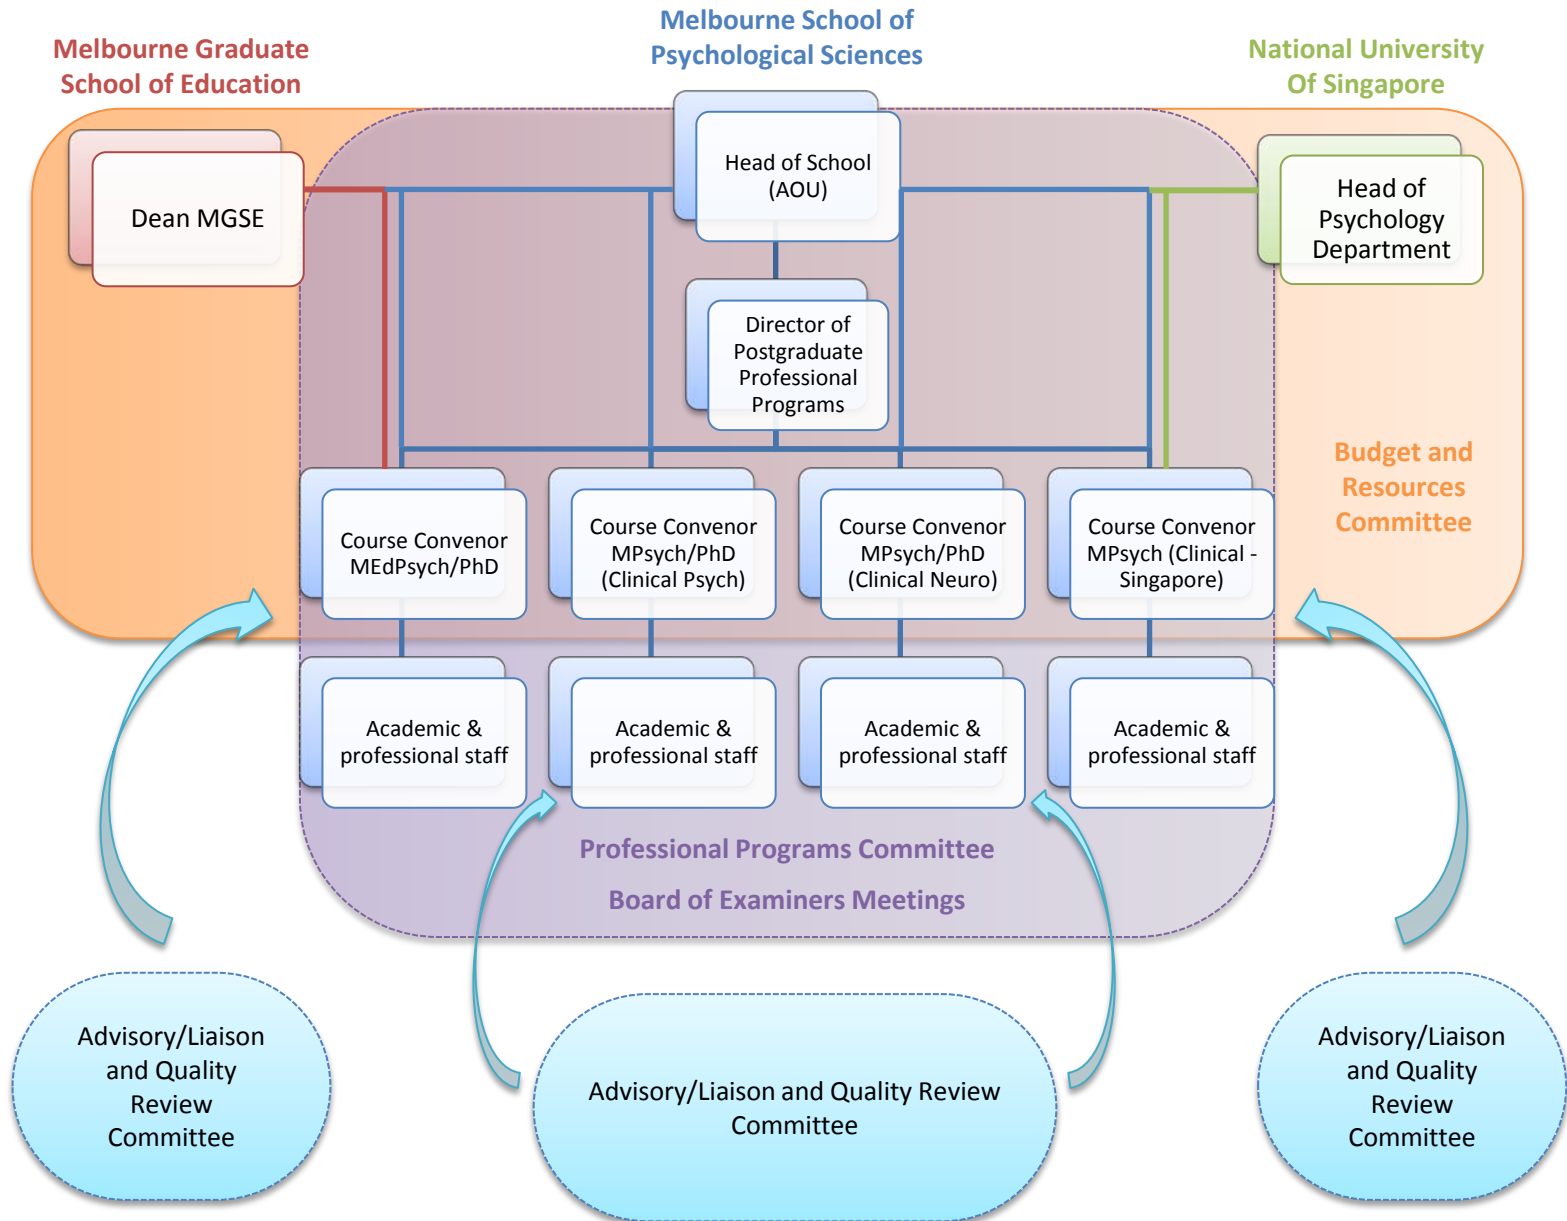 Melbourne School of
Psychological Sciences
Melbourne Graduate
School of Education
National University
Of Singapore
Head of School
(AOU)
Dean MGSE
Head of
Psychology
Department
Director of
Postgraduate
Professional
Programs
Budget and
Resources
Committee
Course Convenor
MEdPsych/PhD
Course Convenor
MPsych/PhD
(Clinical Psych)
Course Convenor
MPsych/PhD
(Clinical Neuro)
Course Convenor
MPsych (Clinical -
Singapore)
Academic &
professional staff
Academic &
professional staff
Academic &
professional staff
Academic &
professional staff
Professional Programs Committee
Board of Examiners Meetings
Advisory/Liaison
and Quality
Review
Committee
Advisory/Liaison and Quality Review
Committee
Advisory/Liaison
and Quality
Review
Committee